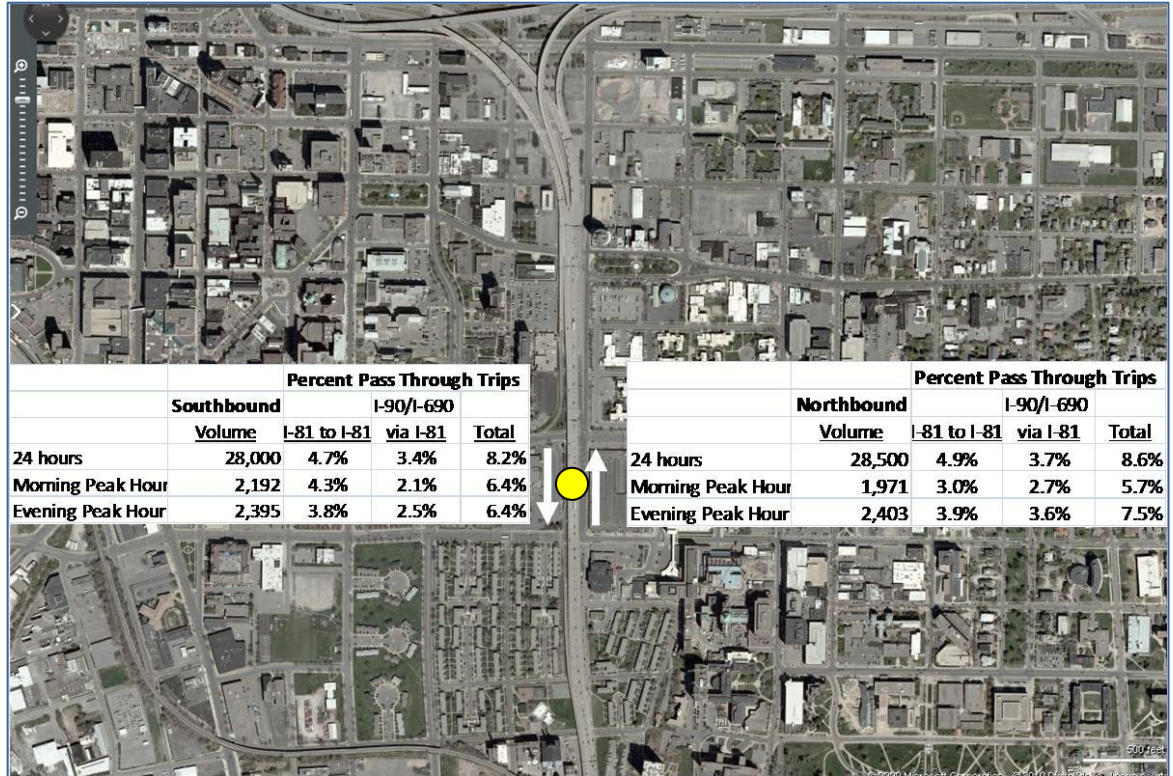 Percent Pass Through Trips
Southbound I-90/I-690
Volume I-81 to I-81 via I-81 Total
24 hours 28,000 4.7% 3.4% 8.2%
Morning Peak Hour 2,192 4.3% 2.1% 6.4%
Evening Peak Hour 2,395 3.8% 2.5% 6.4%
Percent Pass Through Trips
Northbound I-90/I-690
Volume I-81 to I-81 via I-81 Total
24 hours 28,500 4.9% 3.7% 8.6%
Morning Peak Hour 1,971 3.0% 2.7% 5.7%
Evening Peak Hour 2,403 3.9% 3.6% 7.5%
500 feet
Microsoft Corporation